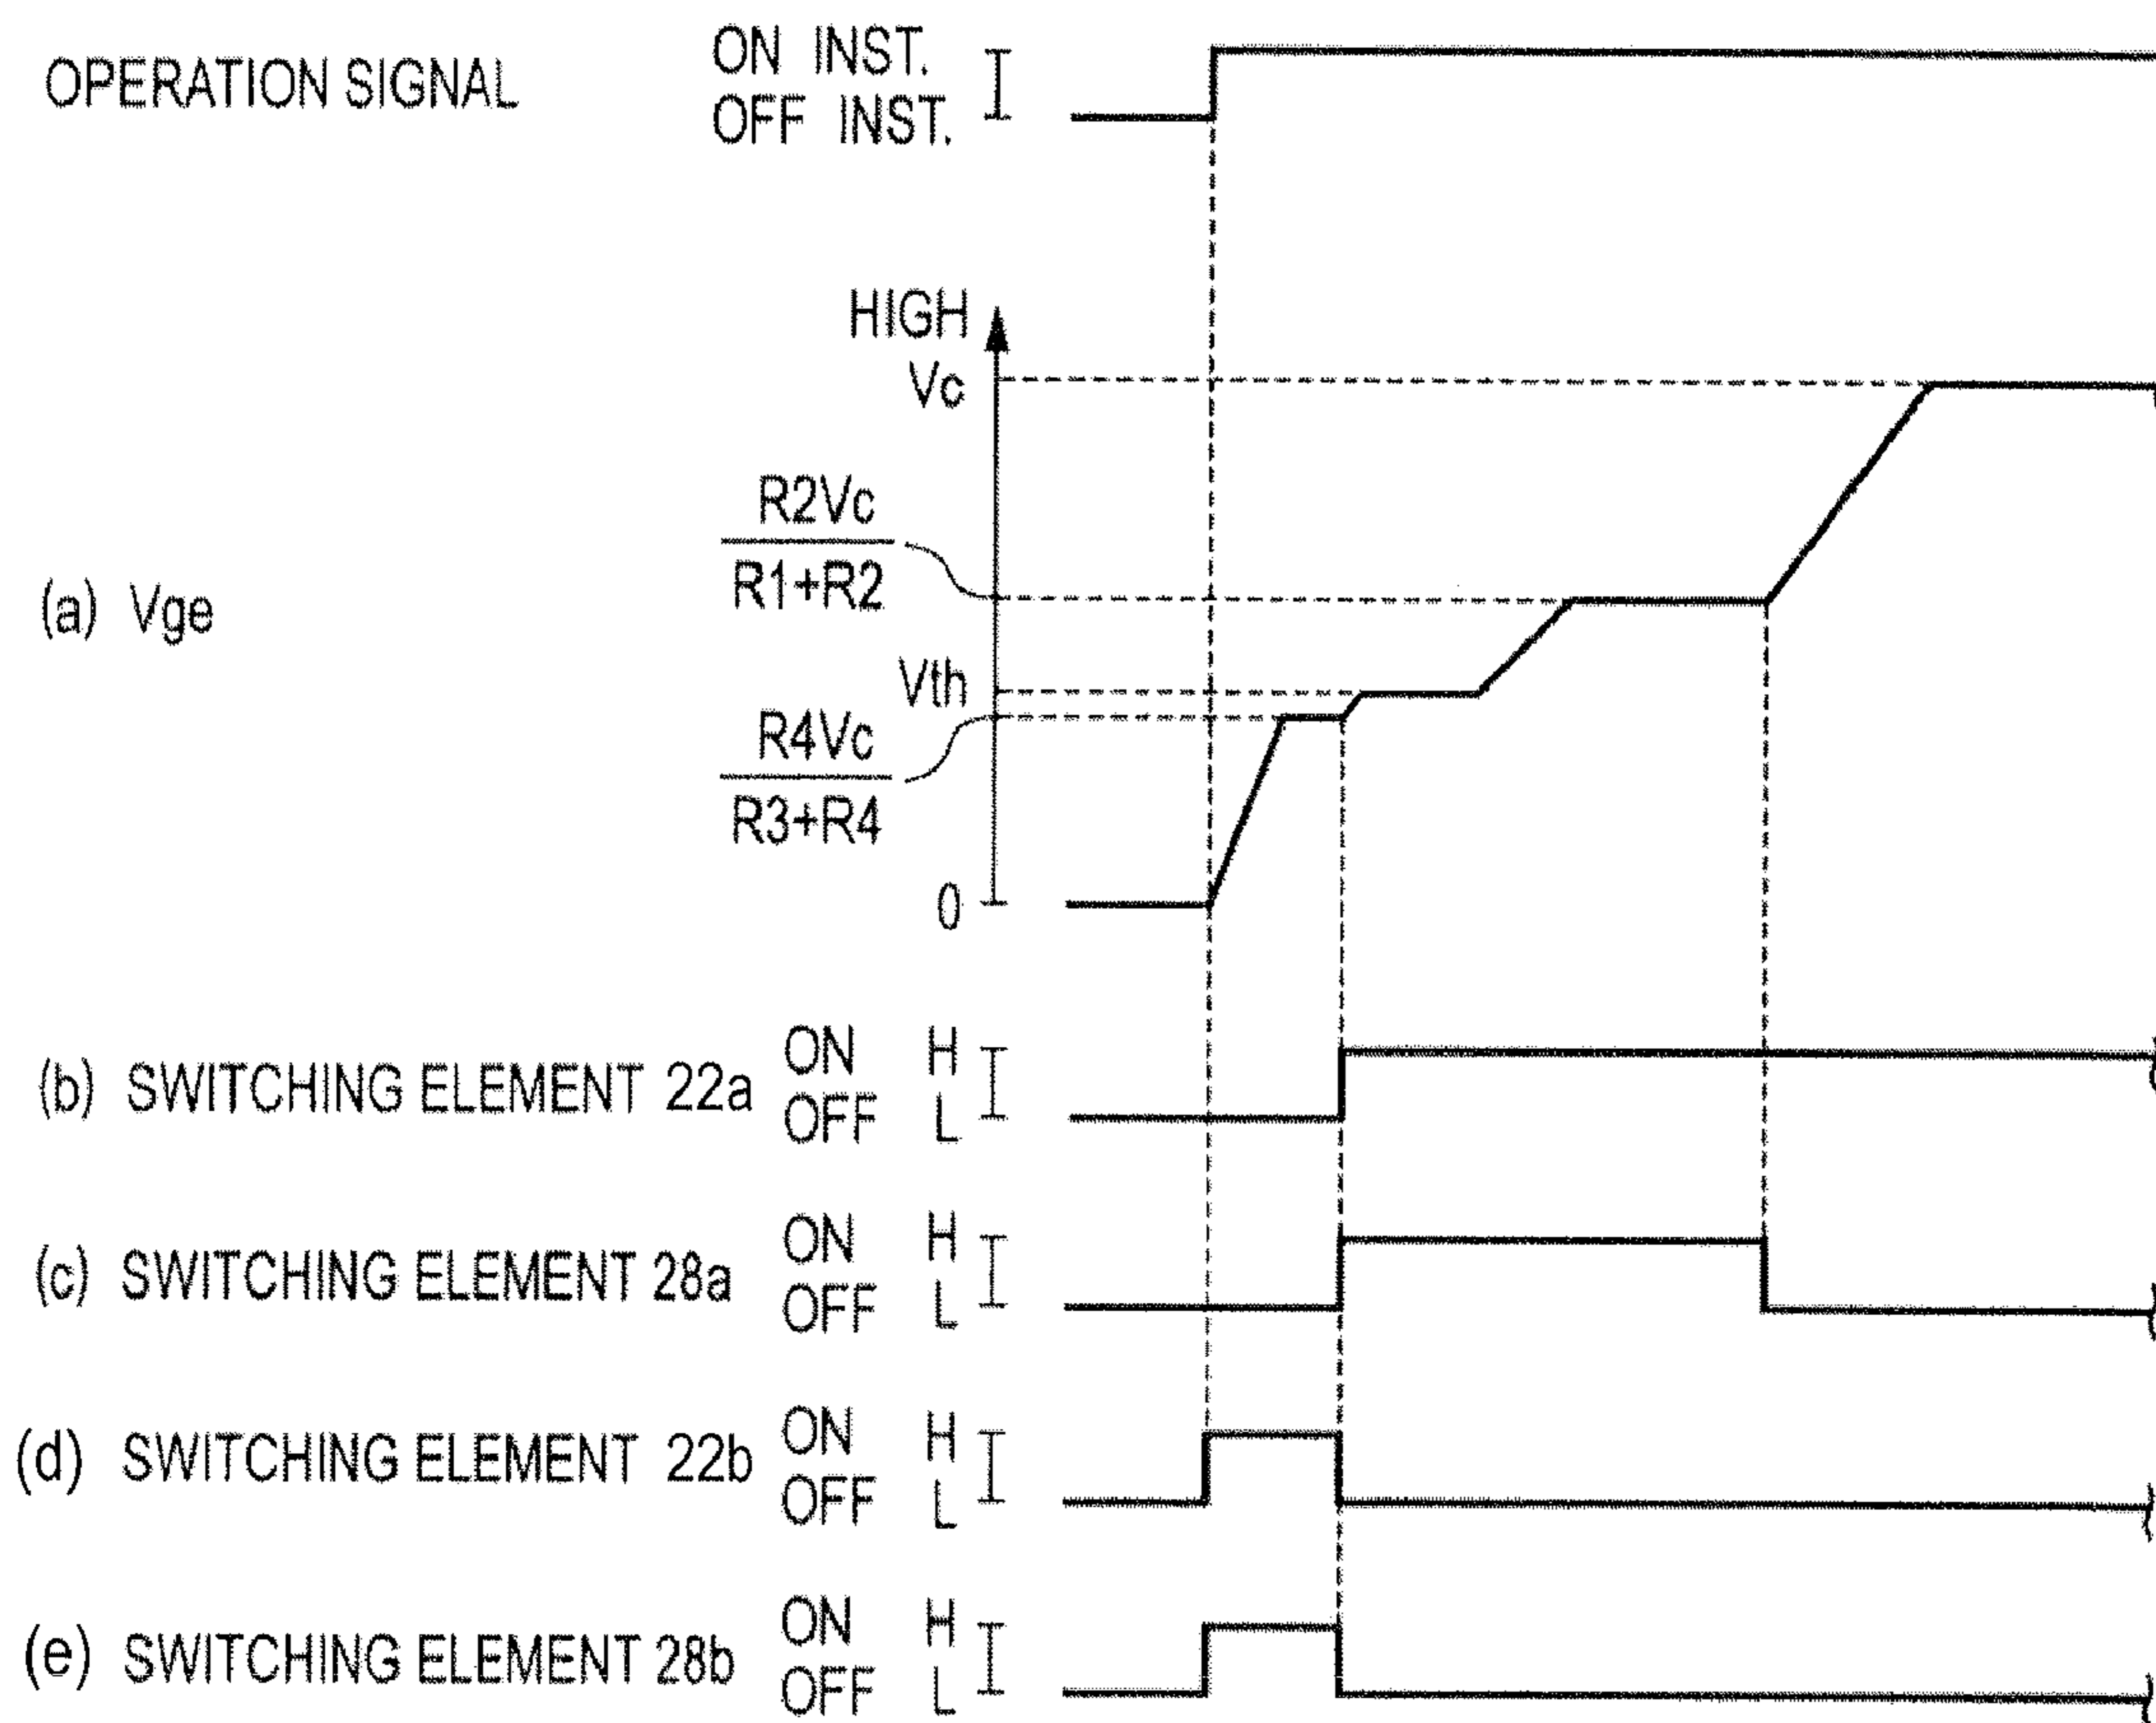 OPERATION SIGNAL
ON INST.
OFF INST.
HIGH
Vc
R2Vc
R1+R2
(a) Vge
Vth
R4Vc
R3+R4
0
(b) SWITCHING ELEMENT 22a
ON H
OFF L
(c) SWITCHING ELEMENT 28a
ON H
OFF L
(d) SWITCHING ELEMENT 22b
ON H
OFF L
(e) SWITCHING ELEMENT 28b
ON H
OFF L